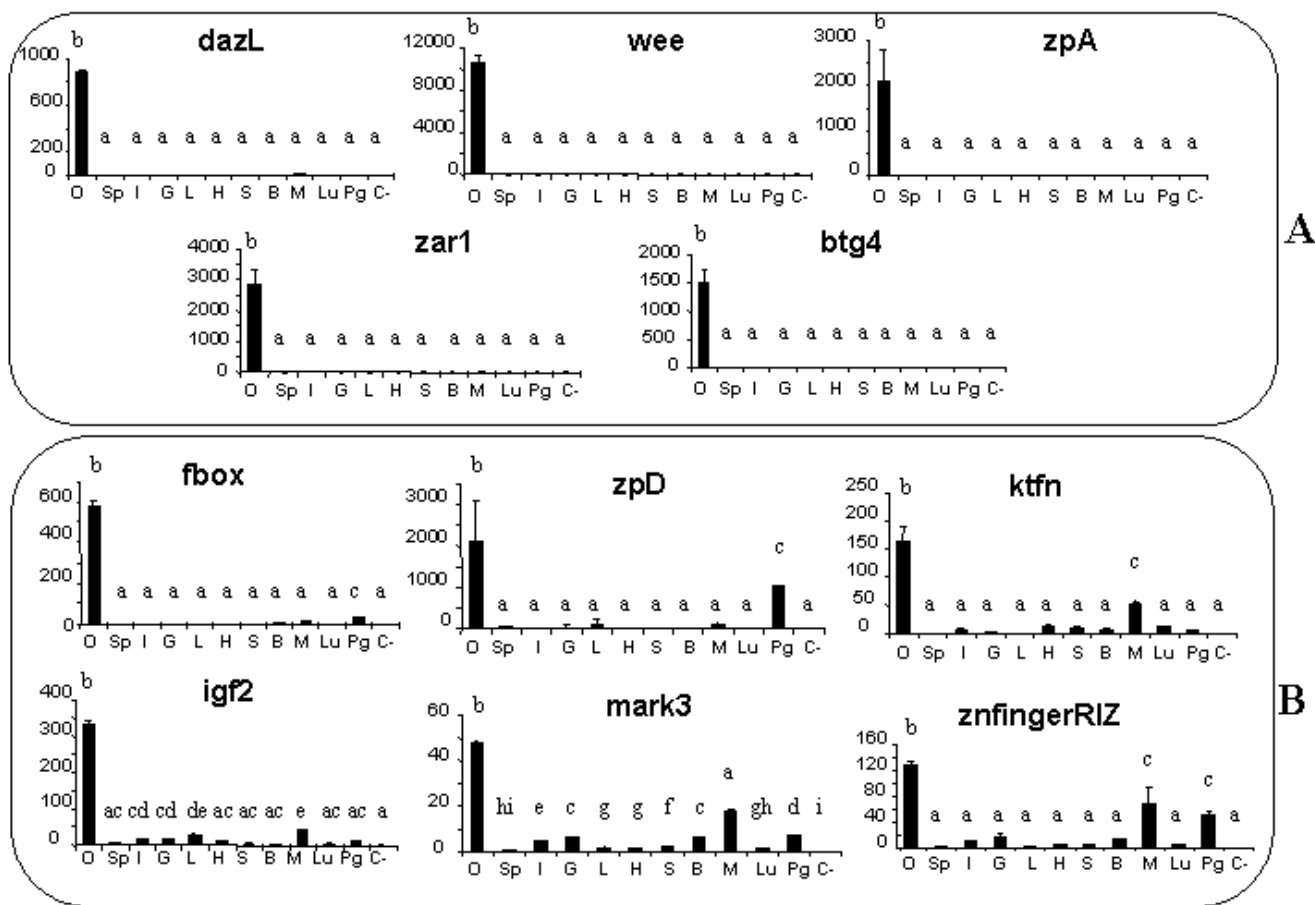 dazL
b
1000
600
200
0
a a a a a a a a a a a
O Sp I G L H S B M Lu Pg C-
wee
b
12000
8000
4000
0
a a a a a a a a a a a
O Sp I G L H S B M Lu Pg C-
zpA
b
3000
2000
1000
0
a a a a a a a a a a a
O Sp I G L H S B M Lu Pg C-
zar1
b
4000
3000
2000
1000
0
a a a a a a a a a a a
O Sp I G L H S B M Lu Pg C-
btg4
b
2000
1500
1000
500
0
a a a a a a a a a a a
O Sp I G L H S B M Lu Pg C-
A
fbox
b
600
400
200
0
a a a a a a a a a c a
O Sp I G L H S B M Lu Pg C-
zpD
b
3000
2000
1000
0
a a a a a a a a a c a
O Sp I G L H S B M Lu Pg C-
ktfn
b
250
200
150
100
50
0
a a a a a a a c a a a
O Sp I G L H S B M Lu Pg C-
igf2
b
400
300
200
100
0
ac cd cd de ac ac ac e ac ac a
O Sp I G L H S B M Lu Pg C-
mark3
b
60
40
20
0
hi e c g g f c a gh d i
O Sp I G L H S B M Lu Pg C-
znfingerRIZ
b
160
120
80
40
0
a a a a a a a c a c a
O Sp I G L H S B M Lu Pg C-
B